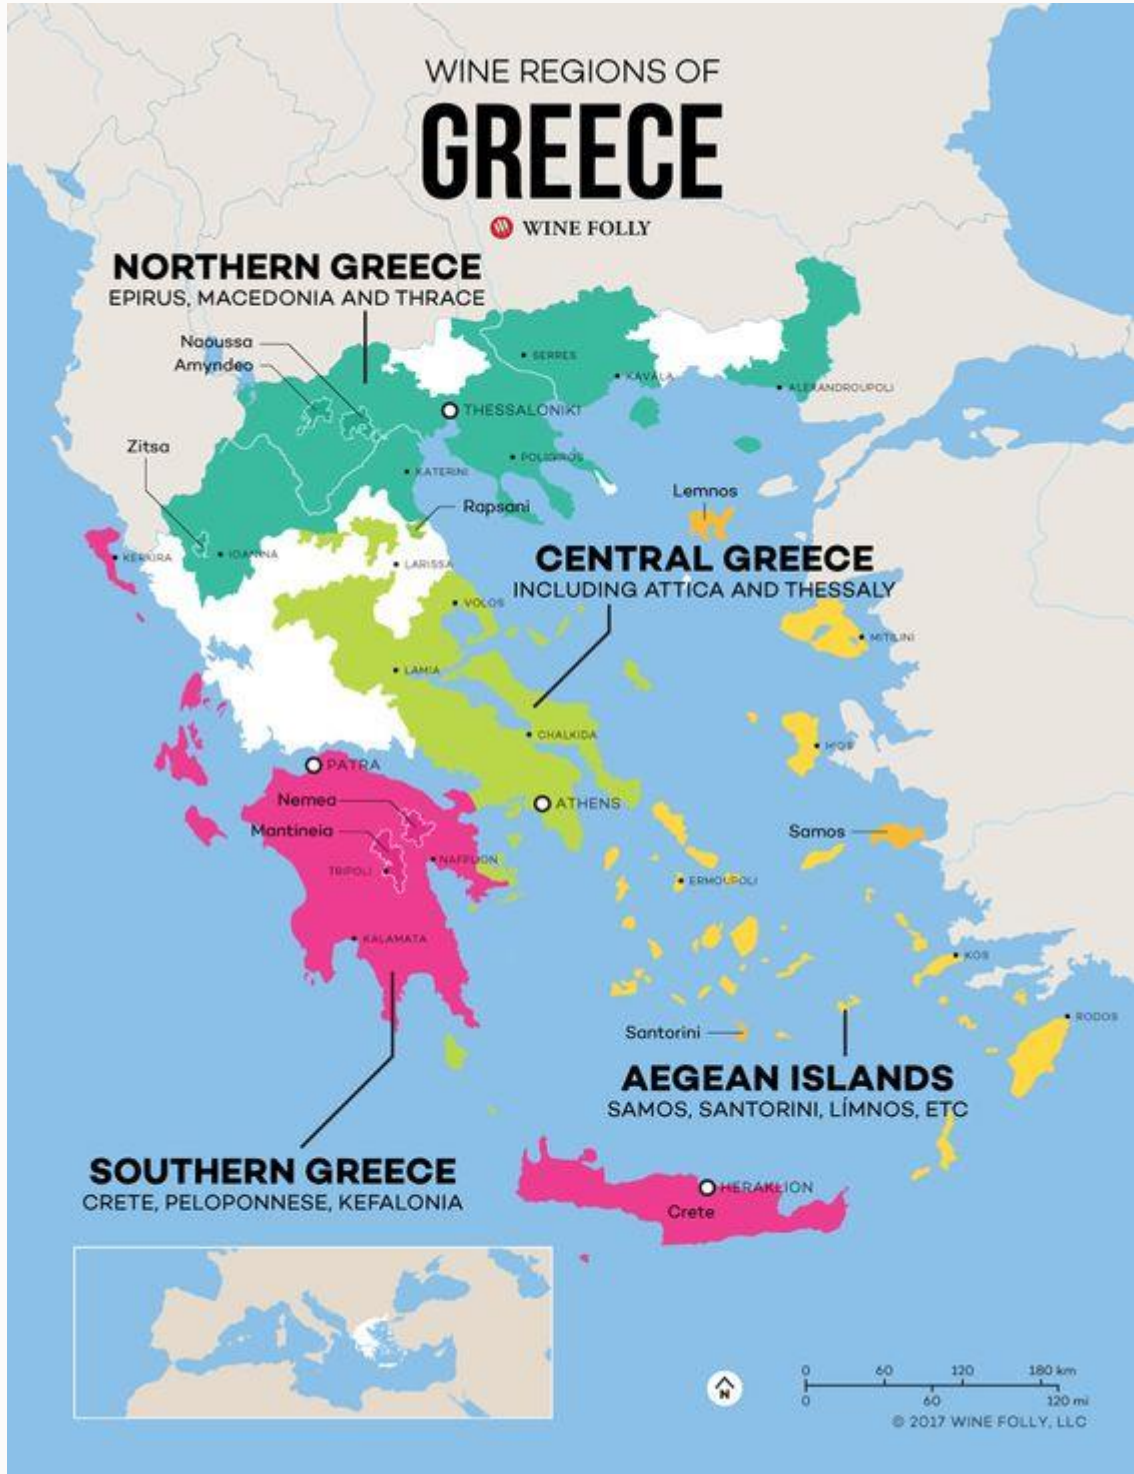 WINE REGIONS OF
GREECE
WINE FOLLY
NORTHERN GREECE
EPIRUS, MACEDONIA AND THRACE
Naoussa
Amyndeo
SERRES
KAVALA
ALEXANDROUPOLI
THESSALONIKI
Zitsa
POLIGIROS
KATERINI
Lemnos
Rapsani
KERKIRA
IOANNINA
LARISSA
CENTRAL GREECE
INCLUDING ATTICA AND THESSALY
VOLOS
MITILINI
LAMIA
CHALKIDA
HIOS
PATRA
Nemea
ATHENS
Mantineia
Samos
NAFPLION
TRIPOLI
ERMOUPOLI
KALAMATA
KOS
RODOS
Santorini
AEGEAN ISLANDS
SAMOS, SANTORINI, LÍMNOS, ETC
SOUTHERN GREECE
CRETE, PELOPONNESE, KEFALONIA
HERAKLION
Crete
0 60 120 180 km
N
0 60 120 mi
© 2017 WINE FOLLY, LLC